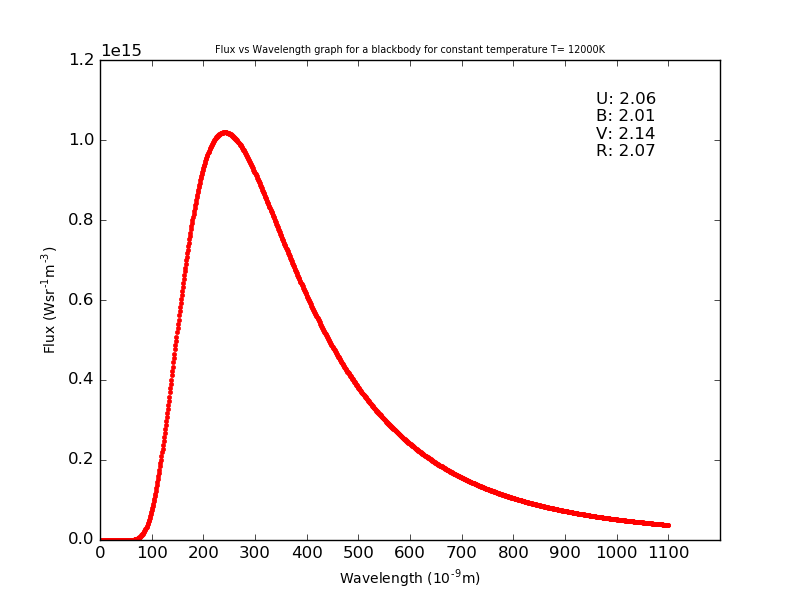 Flux vs Wavelength graph for a blackbody for constant temperature T= 12000K
1e15
1.2
1.0
0.8
0.6
0.4
0.2
0.0
Flux (Wsr⁻¹m⁻³)
U: 2.06
B: 2.01
V: 2.14
R: 2.07
0 100 200 300 400 500 600 700 800 900 1000 1100
Wavelength (10⁻⁹m)